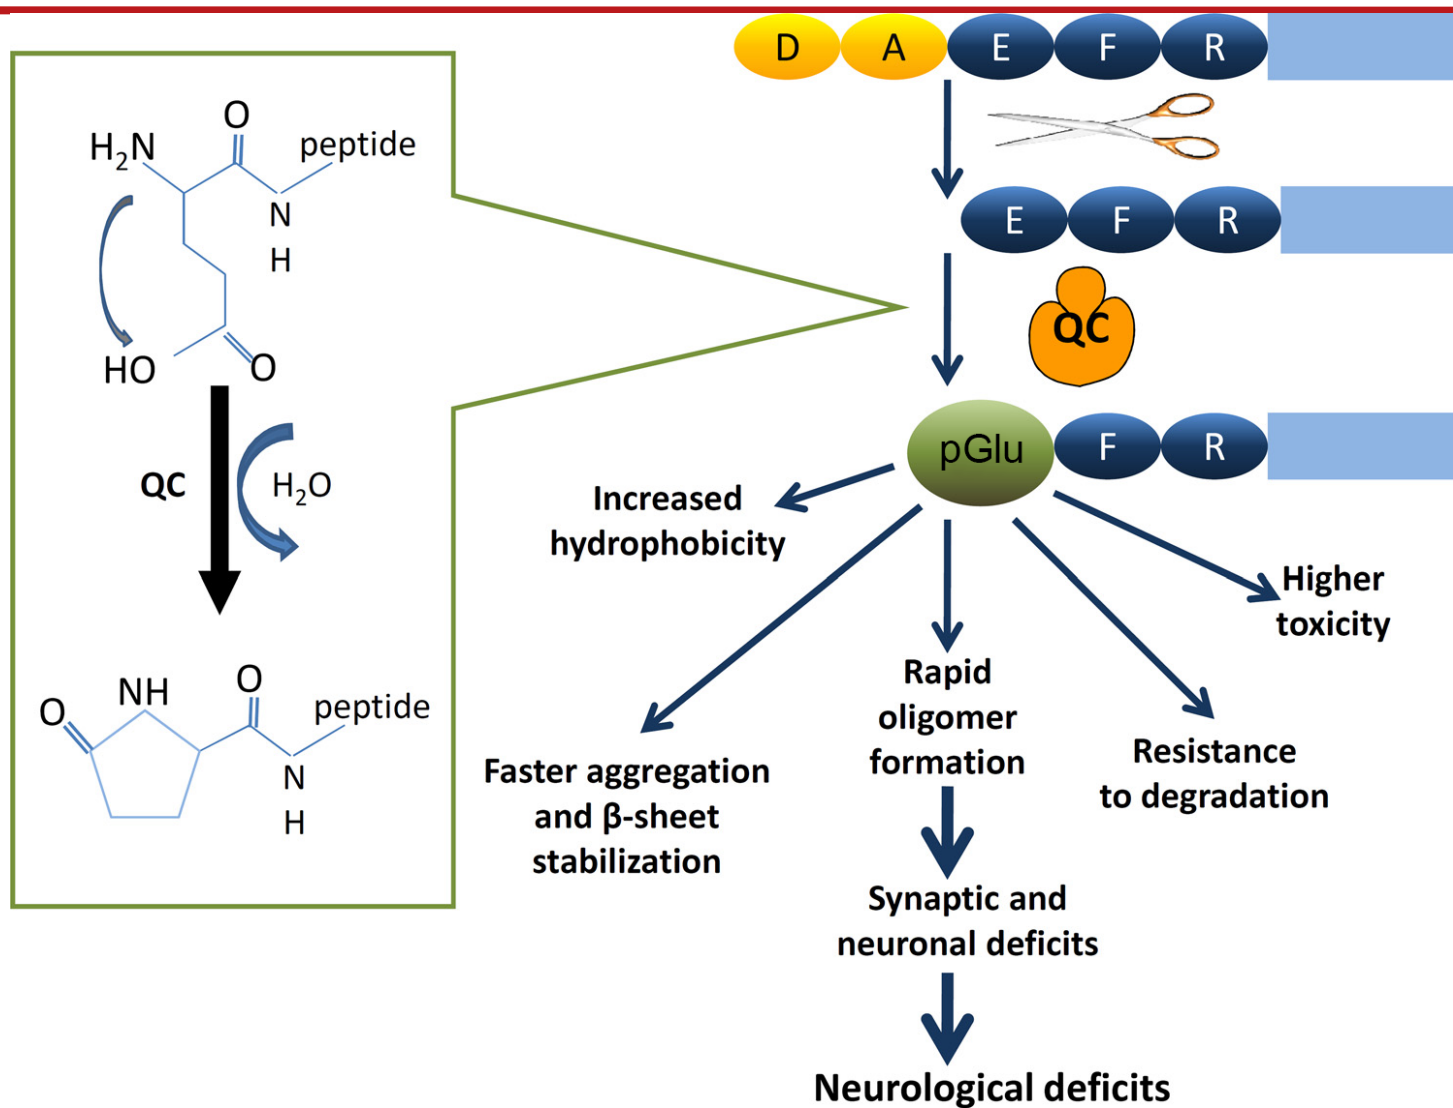 D A E F R
E F R
QC
pGlu F R
O
H₂N
peptide
N
H
HO
O
QC
H₂O
O
NH
O
peptide
N
H
Increased
hydrophobicity
Faster aggregation
and β-sheet
stabilization
Rapid
oligomer
formation
Resistance
to degradation
Higher
toxicity
Synaptic and
neuronal deficits
Neurological deficits